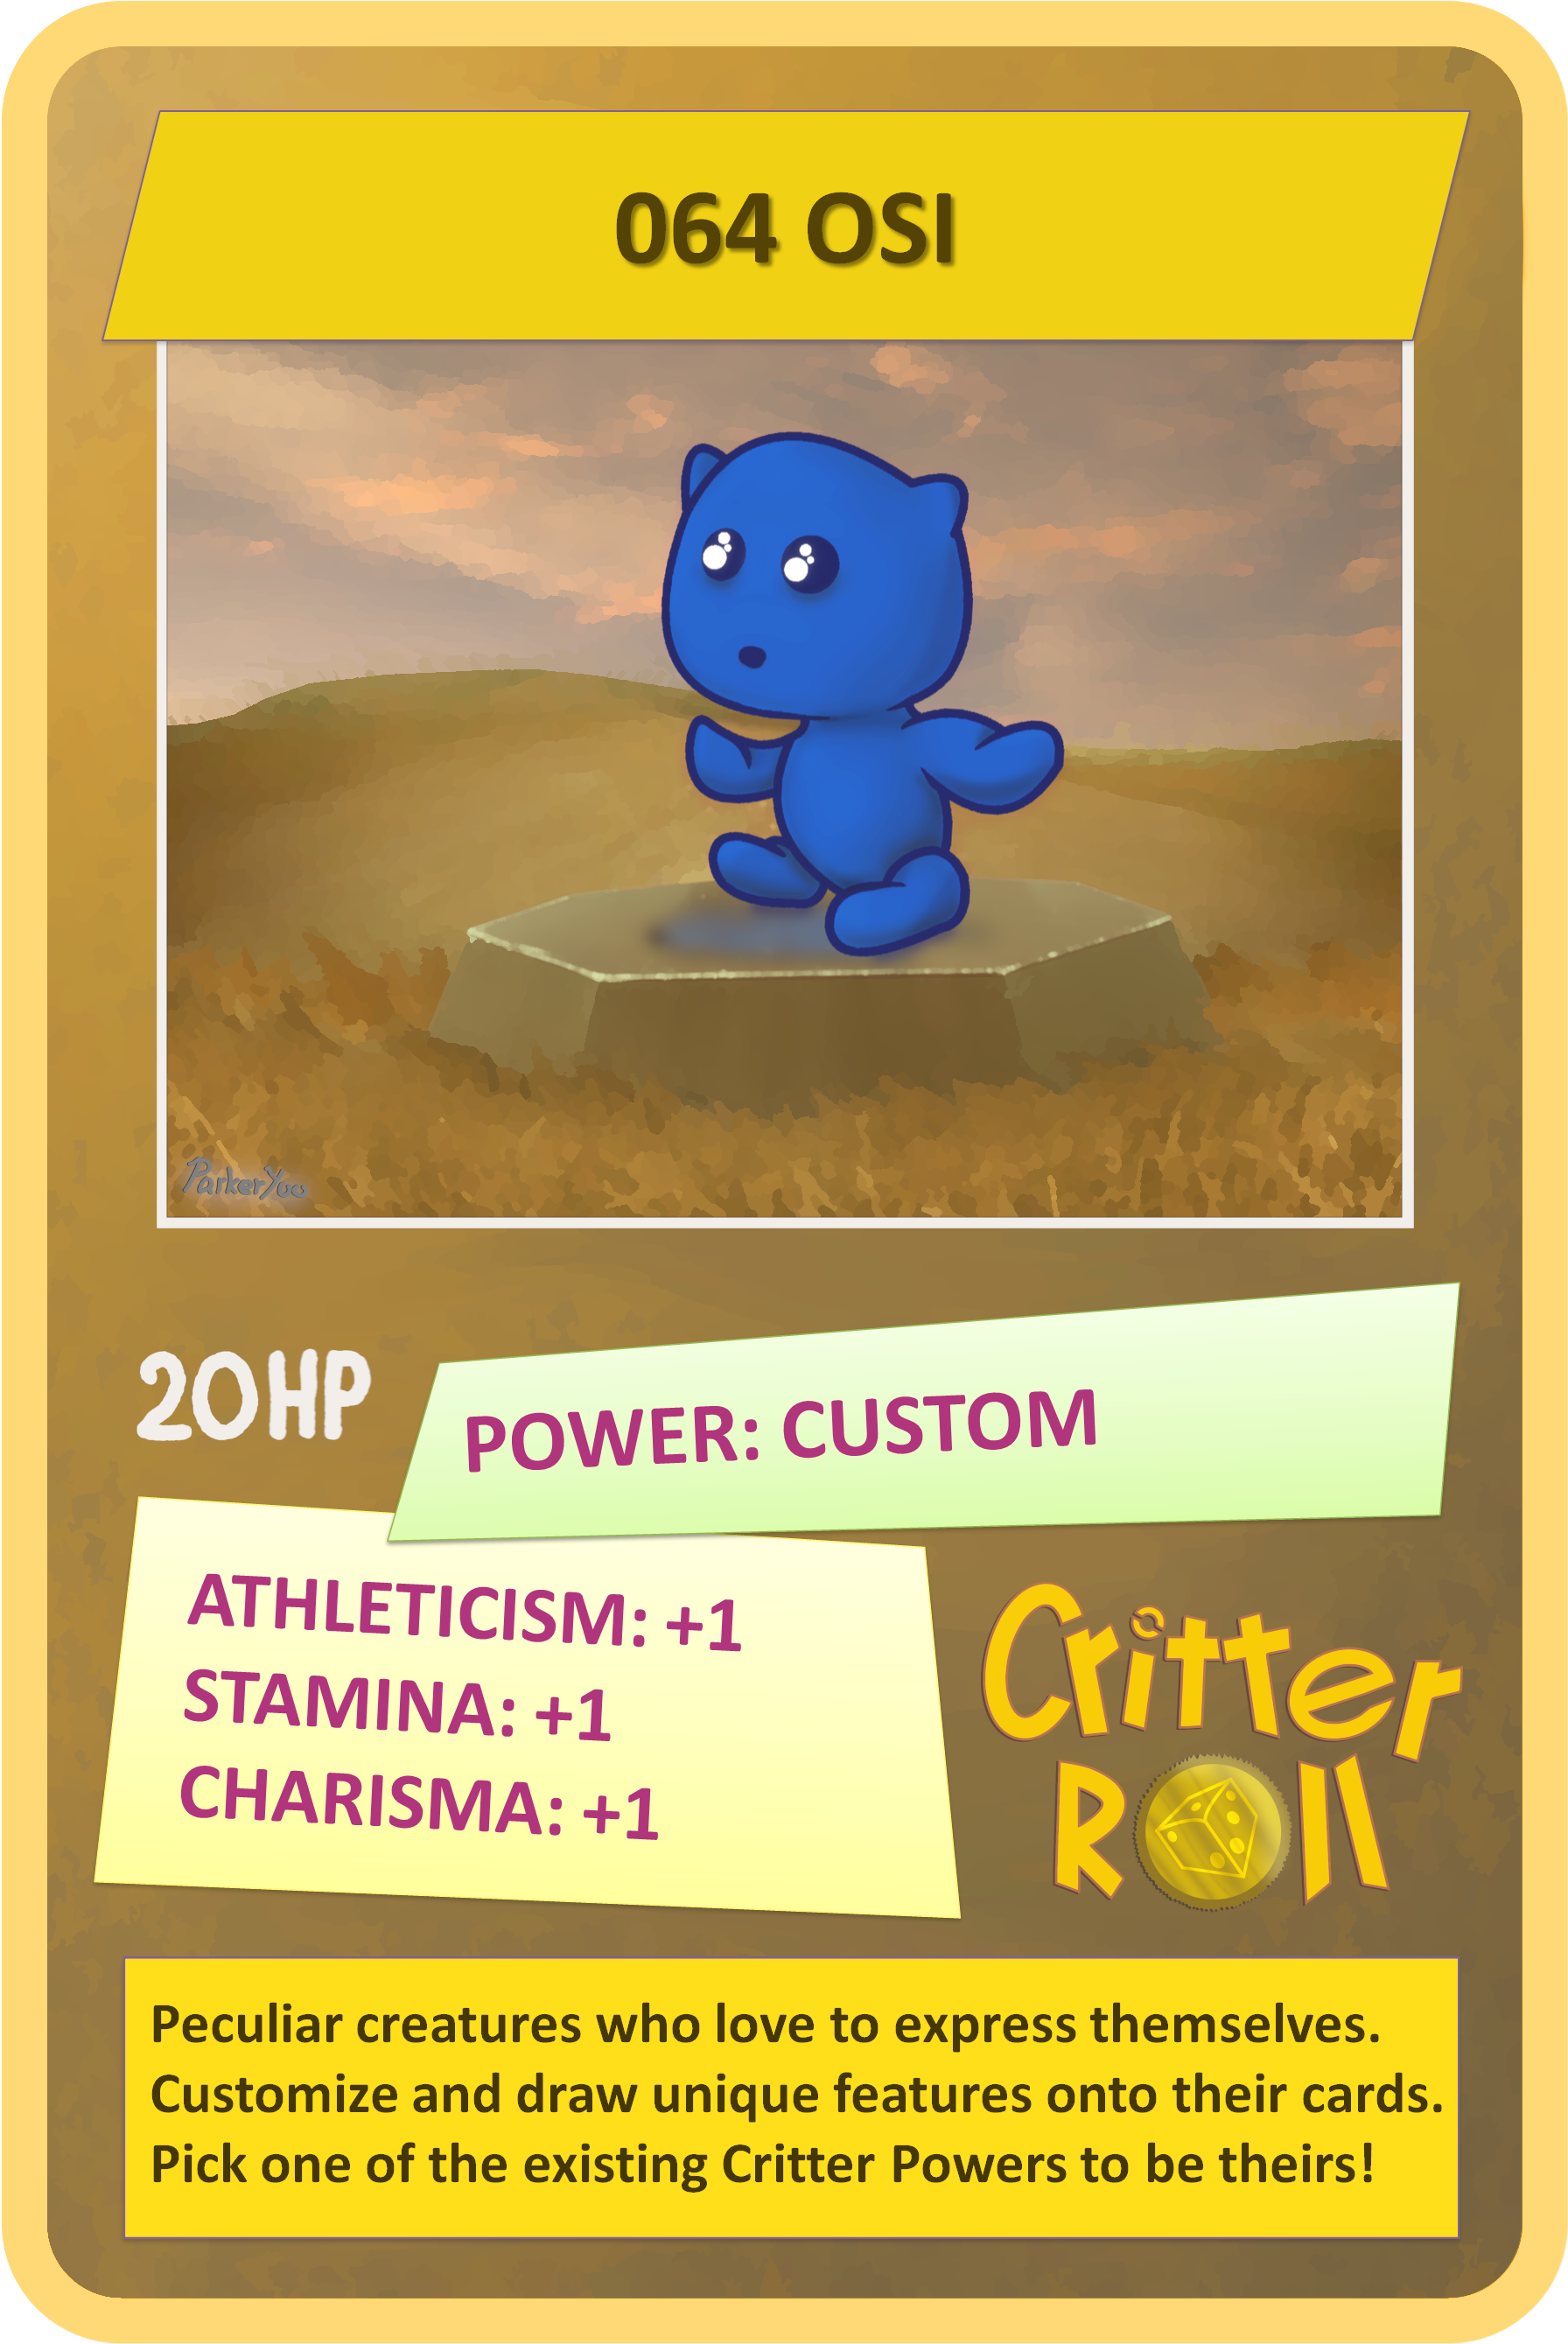 064 OSI
ParkerYoo
20HP
POWER: CUSTOM
ATHLETICISM: +1
STAMINA: +1
CHARISMA: +1
Critter
Roll
Peculiar creatures who love to express themselves.
Customize and draw unique features onto their cards.
Pick one of the existing Critter Powers to be theirs!